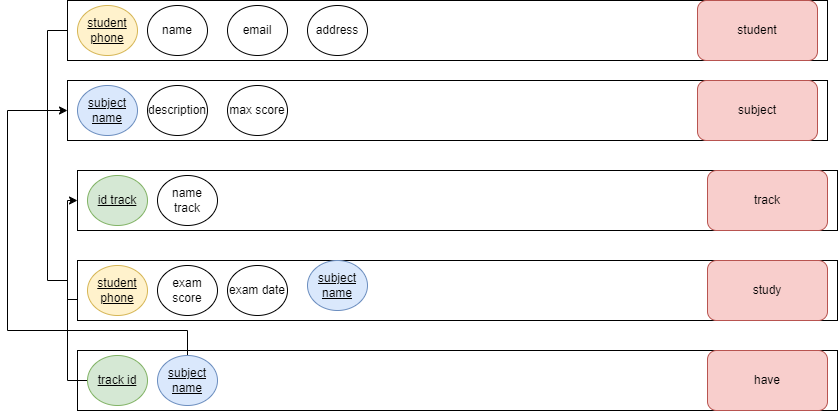 student
phone
name
email
address
student
subject
name
description
max score
subject
id track
name
track
track
student
phone
exam
score
exam date
subject
name
study
track id
subject
name
have